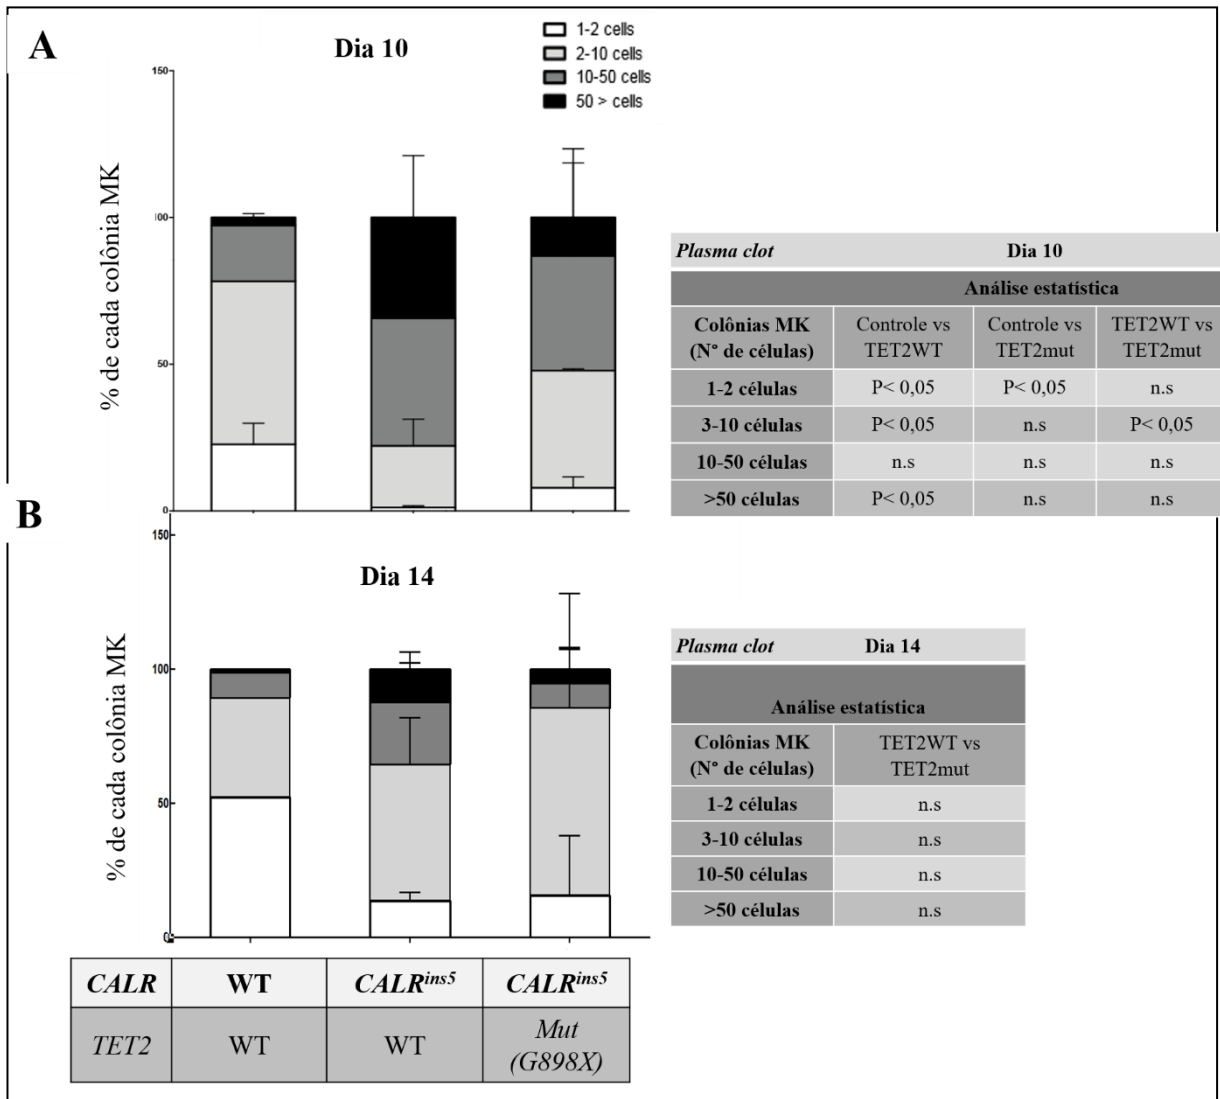 A
Dia 10
1-2 cells
2-10 cells
10-50 cells
50 > cells
% de cada colônia MK
150
100
50
0
Plasma clot Dia 10
Análise estatística
Colônias MK (N° de células) Controle vs TET2WT Controle vs TET2mut TET2WT vs TET2mut
1-2 células P< 0,05 P< 0,05 n.s
3-10 células P< 0,05 n.s P< 0,05
10-50 células n.s n.s n.s
>50 células P< 0,05 n.s n.s
B
Dia 14
% de cada colônia MK
150
100
50
0
Plasma clot Dia 14
Análise estatística
Colônias MK (N° de células) TET2WT vs TET2mut
1-2 células n.s
3-10 células n.s
10-50 células n.s
>50 células n.s
CALR WT CALRins5 CALRins5
TET2 WT WT Mut (G898X)